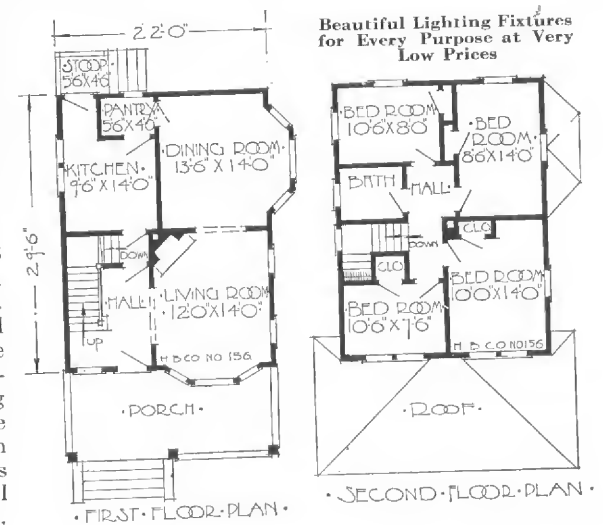 Beautiful Lighting Fixtures
for Every Purpose at Very
Low Prices
22'-0"
STOOP
5'6"X4'6"
PANTRY
5'6"X4'0"
DINING ROOM
13'-6"X14'-0"
KITCHEN
9'-6"X14'-0"
29'-6"
DOWN
HALL
UP
LIVING ROOM
12'0"X14'0"
H B CO NO 156
·PORCH·
·FIRST·FLOOR·PLAN·
·BED ROOM·
10'6"X8'0"
·BED
ROOM·
8'6"X14'0"
BATH
HALL
DOWN
CLO
CLO
BED ROOM
10'0"X14'0"
·BED ROOM·
10'6"X7'6"
H B CO NO 156
·ROOF·
·SECOND·FLOOR·PLAN·
g
e
n
s
l